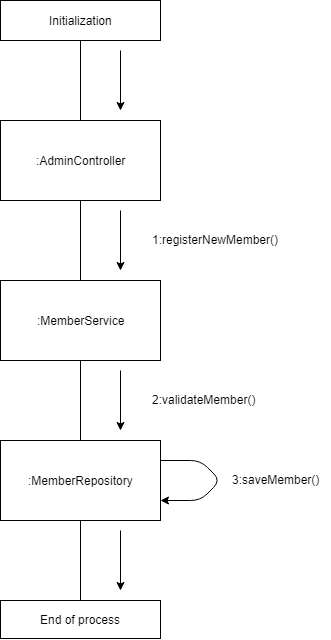 Initialization
:AdminController
1:registerNewMember()
:MemberService
2:validateMember()
:MemberRepository
3:saveMember()
End of process